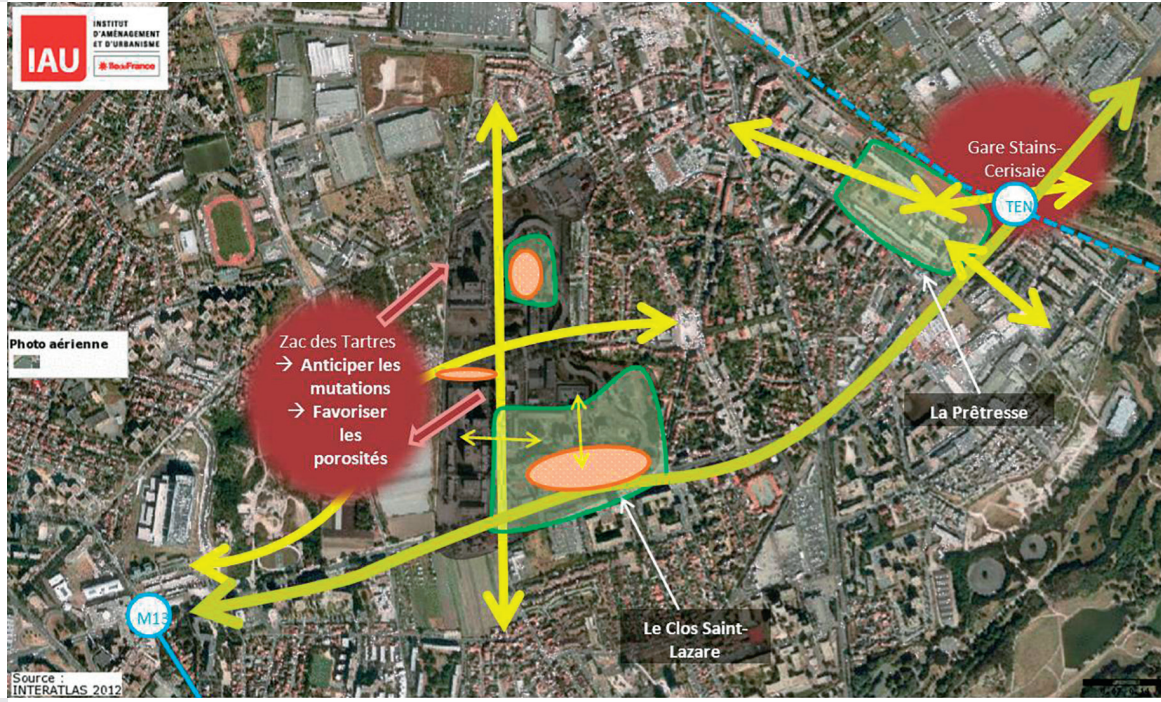 IAU
INSTITUT
D'AMÉNAGEMENT
ET D'URBANISME
îledeFrance
Gare Stains-
Cerisaie
TEN
Photo aérienne
Zac des Tartres
→ Anticiper les
mutations
→ Favoriser
les
porosités
La Prêtresse
Le Clos Saint-
Lazare
M13
Source :
INTERATLAS 2012